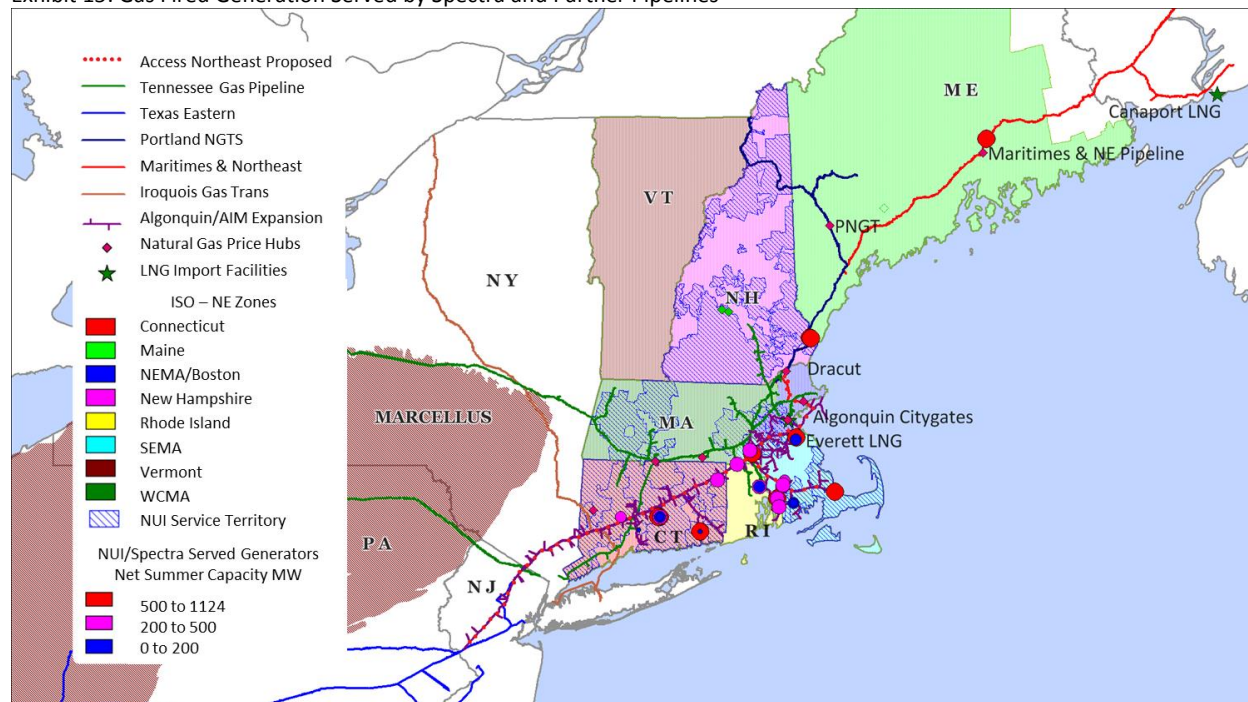 Exhibit 15: Gas Fired Generation Served by Spectra and Partner Pipelines
Access Northeast Proposed
Tennessee Gas Pipeline
Texas Eastern
Portland NGTS
Maritimes & Northeast
Iroquois Gas Trans
Algonquin/AIM Expansion
Natural Gas Price Hubs
LNG Import Facilities
ISO – NE Zones
Connecticut
Maine
NEMA/Boston
New Hampshire
Rhode Island
SEMA
Vermont
WCMA
NUI Service Territory
NUI/Spectra Served Generators
Net Summer Capacity MW
500 to 1124
200 to 500
0 to 200
ME
Canaport LNG
Maritimes & NE Pipeline
VT
PNGT
NY
NH
Dracut
MARCELLUS
MA
Algonquin Citygates
Everett LNG
CT
RI
PA
NJ